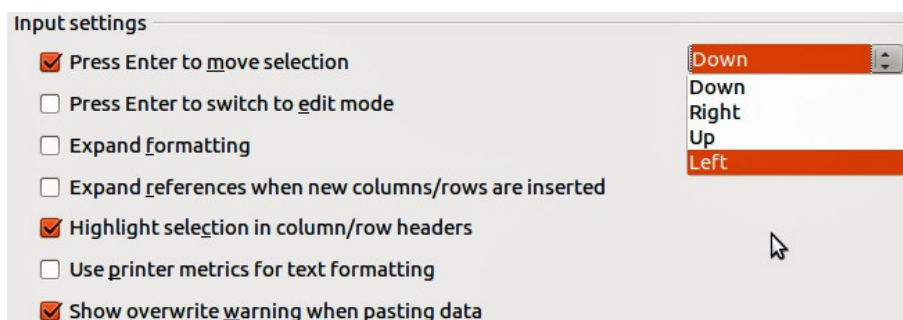 Input settings
Press Enter to move selection
Down
Down
Right
Up
Left
Press Enter to switch to edit mode
Expand formatting
Expand references when new columns/rows are inserted
Highlight selection in column/row headers
Use printer metrics for text formatting
Show overwrite warning when pasting data